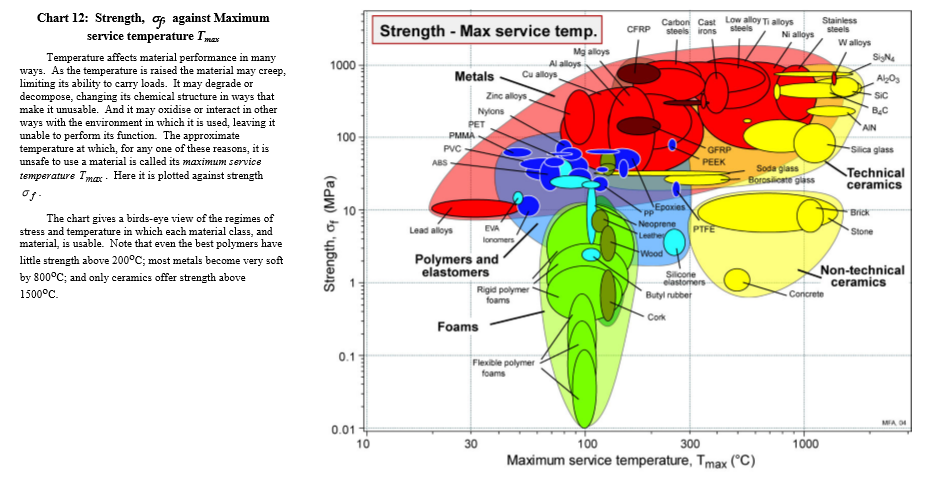 Chart 12: Strength, σf, against Maximum
service temperature Tmax
Temperature affects material performance in many
ways. As the temperature is raised the material may creep,
limiting its ability to carry loads. It may degrade or
decompose, changing its chemical structure in ways that
make it unusable. And it may oxidise or interact in other
ways with the environment in which it is used, leaving it
unable to perform its function. The approximate
temperature at which, for any one of these reasons, it is
unsafe to use a material is called its maximum service
temperature Tmax . Here it is plotted against strength
σf .
The chart gives a birds-eye view of the regimes of
stress and temperature in which each material class, and
material, is usable. Note that even the best polymers have
little strength above 200°C; most metals become very soft
by 800°C; and only ceramics offer strength above
1500°C.
Strength - Max service temp.
CFRP
Carbon
steels
Cast
irons
Low alloy
steels
Ti alloys
Ni alloys
Stainless
steels
W alloys
Si3N4
Al2O3
SiC
B4C
AlN
Silica glass
Technical
ceramics
Mg alloys
Al alloys
Cu alloys
Metals
Zinc alloys
Nylons
PET
PMMA
PVC
ABS
GFRP
PEEK
Soda glass
Borosilicate glass
Lead alloys
EVA
Ionomers
Polymers and
elastomers
PP
Epoxies
Neoprene
Leather
Wood
PTFE
Silicone
elastomers
Butyl rubber
Cork
Brick
Stone
Non-technical
ceramics
Concrete
Rigid polymer
foams
Foams
Flexible polymer
foams
MFA, 04
Strength, σf (MPa)
1000
100
10
1
0.1
0.01
10
30
100
300
1000
Maximum service temperature, Tmax (°C)